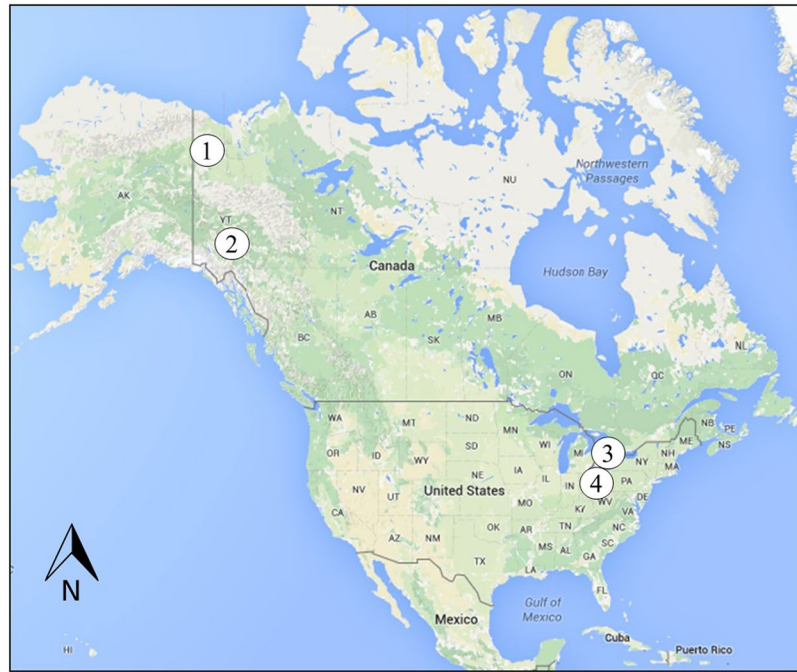 1
AK
YT
2
NT
NU
Northwestern
Passages
Canada
Hudson Bay
BC
AB
SK
MB
ON
QC
NL
NB
PE
NS
WA
MT
ND
MN
OR
ID
WY
SD
WI
MI
3
NY
NH
ME
MA
NV
UT
NE
IA
IL
IN
4
PA
WV
DE
VA
United States
MO
KY
CA
AZ
NM
OK
AR
TN
NC
SC
TX
MS
AL
GA
LA
FL
Gulf of
Mexico
Mexico
Cuba
Puerto Rico
N
HI